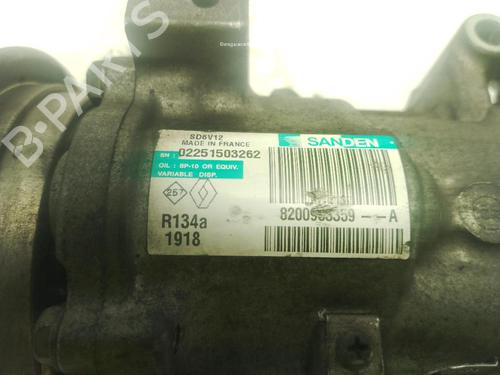 SD6V12
MADE IN FRANCE
SANDEN
SN : 02251503262
OIL : SP-10 OR EQUIV.
VARIABLE DISP.
257
R134a
1918
A
B-PARTS